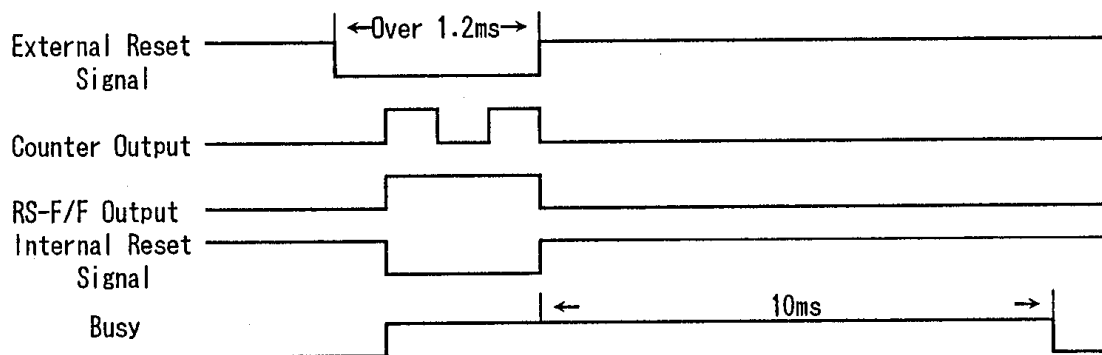 ←Over 1.2ms→
External Reset
Signal
Counter Output
RS-F/F Output
Internal Reset
Signal
← 10ms →
Busy